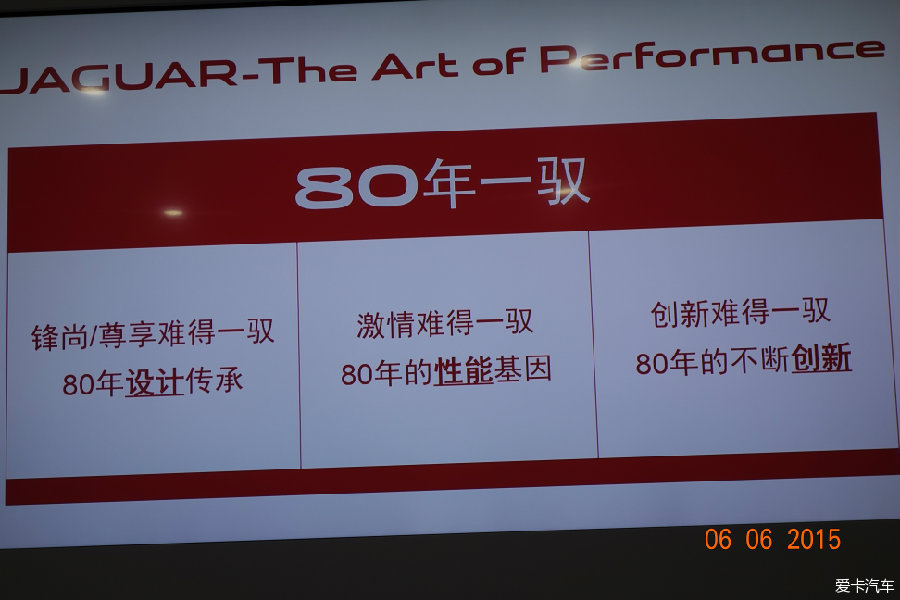 JAGUAR-The Art of Performance
80年一驭
锋尚/尊享难得一驭
80年设计传承
激情难得一驭
80年的性能基因
创新难得一驭
80年的不断创新
06 06 2015
爱卡汽车